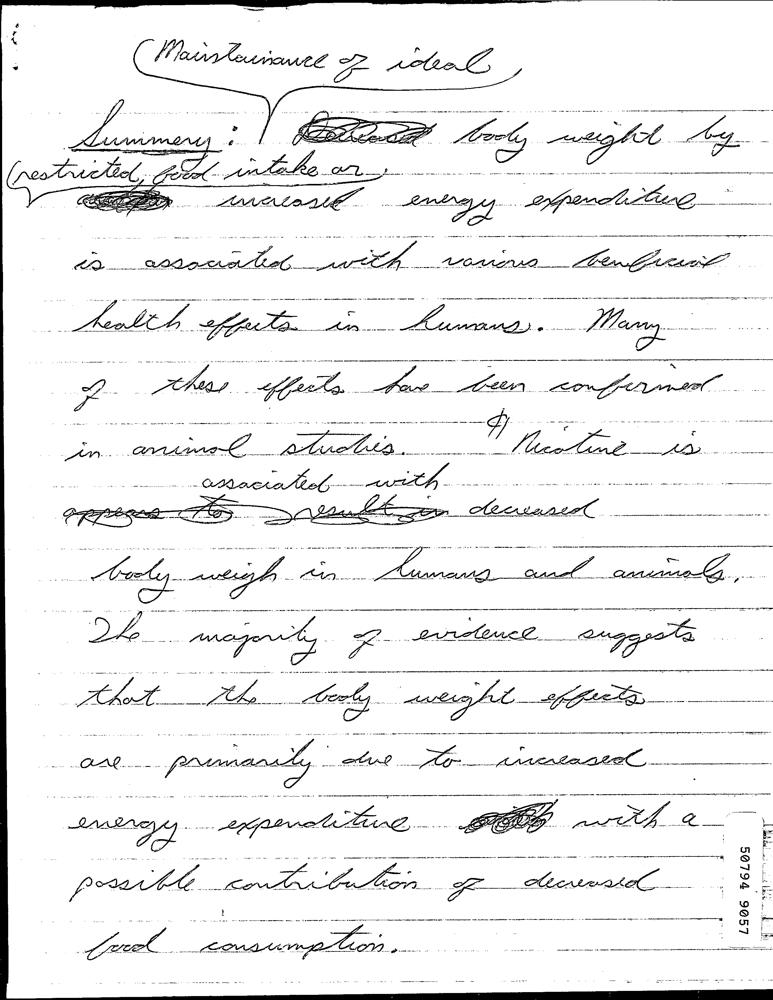 Maintainance of ideal
Summery: Decreased body weight by
restricted food intake or
increased energy expenditure
is associated with various beneficial
health effects in humans. Many
of these effects have been confirmed
in animal studies. ¶ Nicotine is
associated with
appears to result in decreased
body weigh in humans and animals.
The majority of evidence suggests
that the body weight effects
are primarily due to increased
energy expenditure with a
possible contribution of decreased
food consumption.
50794 9057